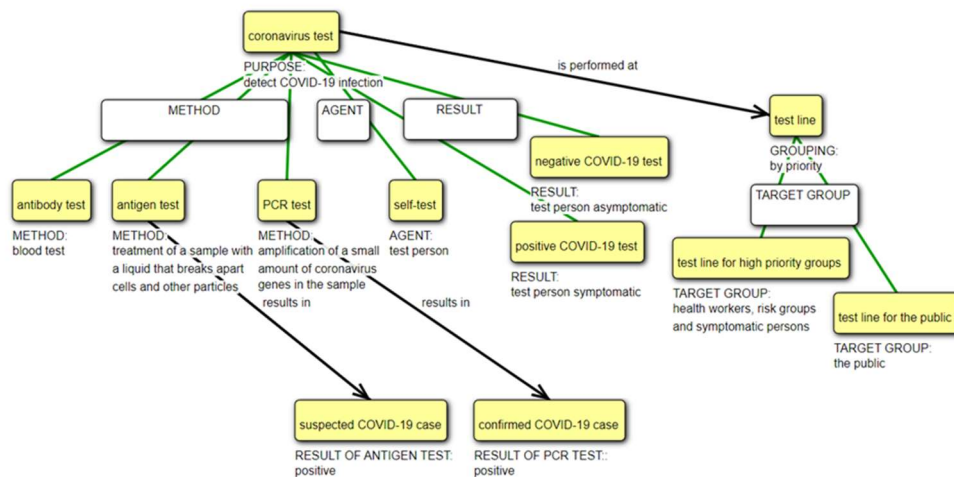 coronavirus test
PURPOSE:
detect COVID-19 infection
is performed at
METHOD
AGENT
RESULT
test line
GROUPING:
by priority
negative COVID-19 test
RESULT:
test person asymptomatic
TARGET GROUP
antibody test
METHOD:
blood test
antigen test
METHOD:
treatment of a sample with
a liquid that breaks apart
cells and other particles
PCR test
METHOD:
amplification of a small
amount of coronavirus
genes in the sample
self-test
AGENT:
test person
positive COVID-19 test
RESULT:
test person symptomatic
test line for high priority groups
TARGET GROUP:
health workers, risk groups
and symptomatic persons
test line for the public
TARGET GROUP:
the public
results in
results in
suspected COVID-19 case
RESULT OF ANTIGEN TEST:
positive
confirmed COVID-19 case
RESULT OF PCR TEST::
positive